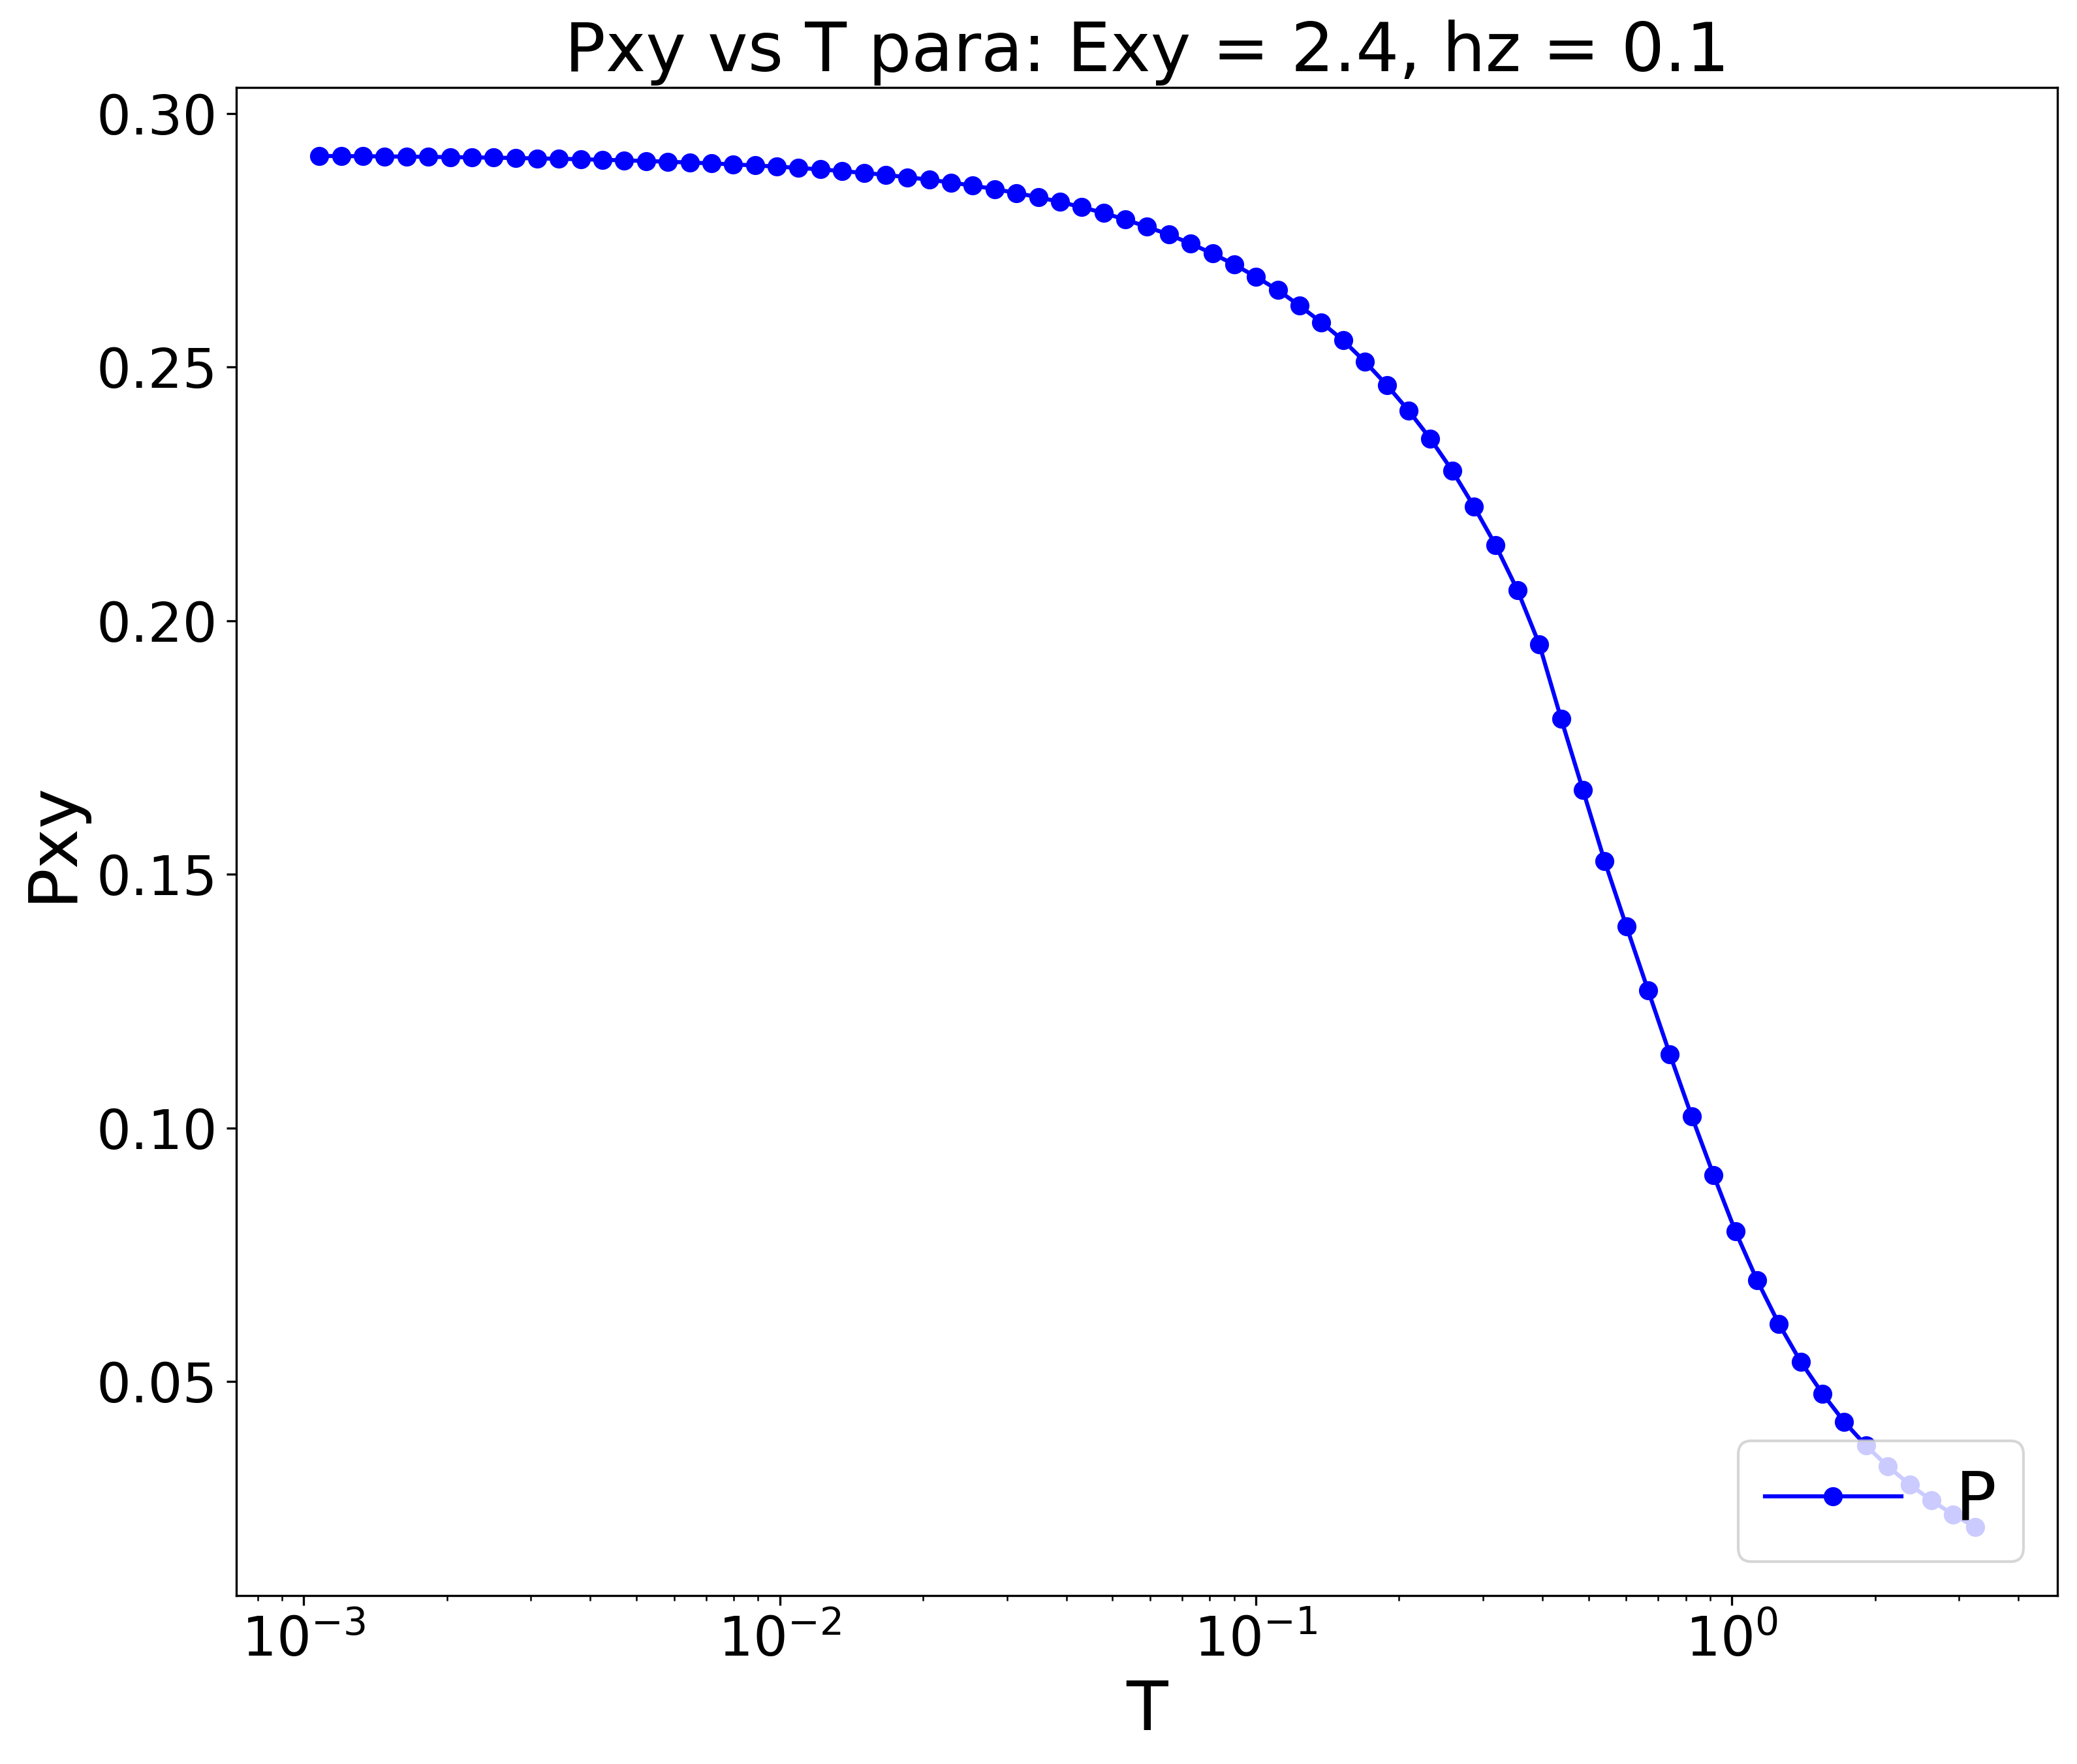 Pxy vs T para: Exy = 2.4, hz = 0.1
0.30
0.25
0.20
0.15
0.10
0.05
Pxy
P
10⁻³ 10⁻² 10⁻¹ 10⁰
T